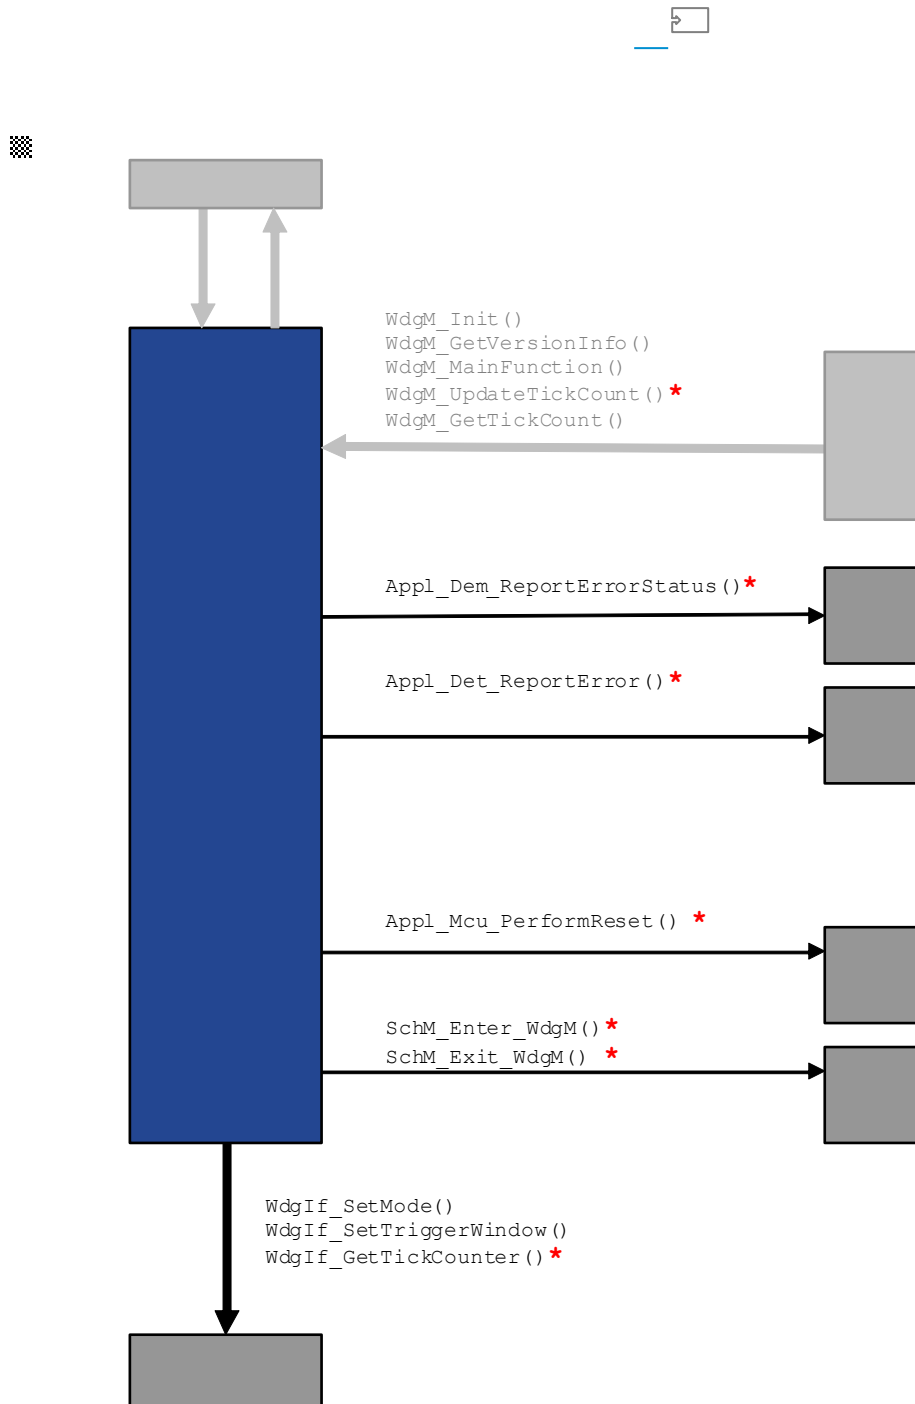 WdgM_Init()
WdgM_GetVersionInfo()
WdgM_MainFunction()
WdgM_UpdateTickCount()*
WdgM_GetTickCount()
Appl_Dem_ReportErrorStatus()*
Appl_Det_ReportError()*
Appl_Mcu_PerformReset() *
SchM_Enter_WdgM()*
SchM_Exit_WdgM() *
WdgIf_SetMode()
WdgIf_SetTriggerWindow()
WdgIf_GetTickCounter()*